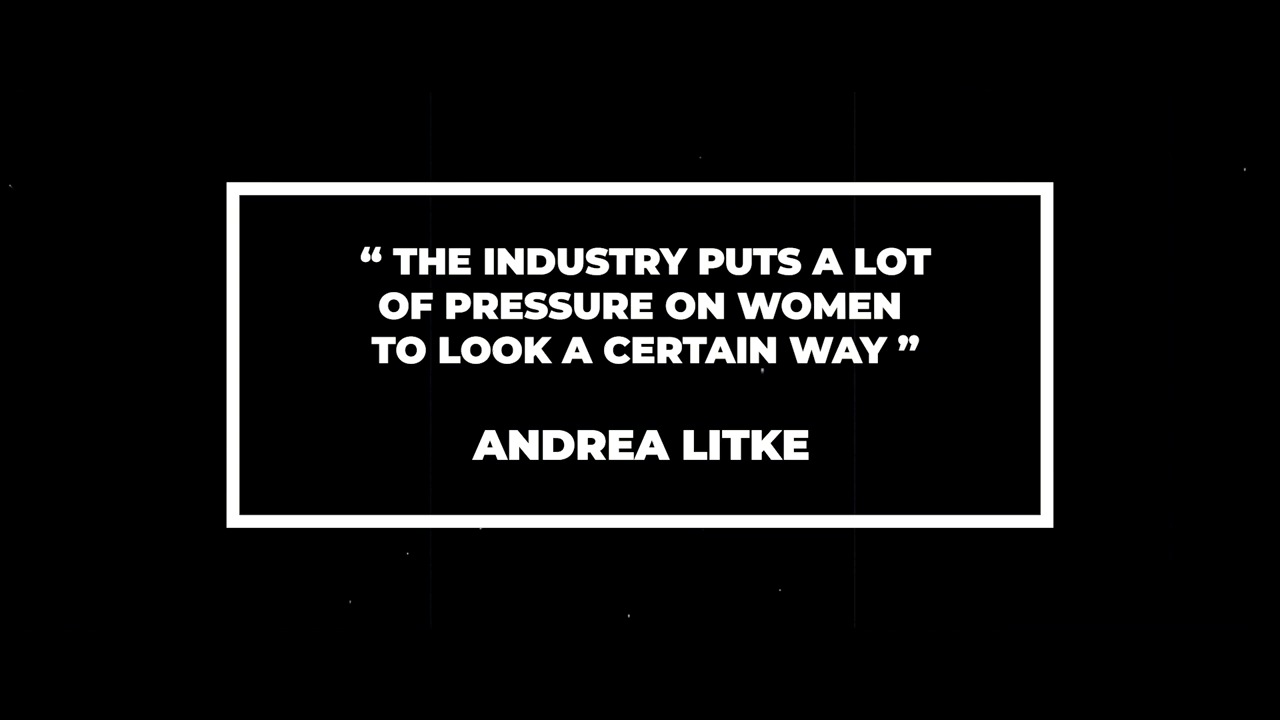 “ THE INDUSTRY PUTS A LOT
OF PRESSURE ON WOMEN
TO LOOK A CERTAIN WAY ”
ANDREA LITKE